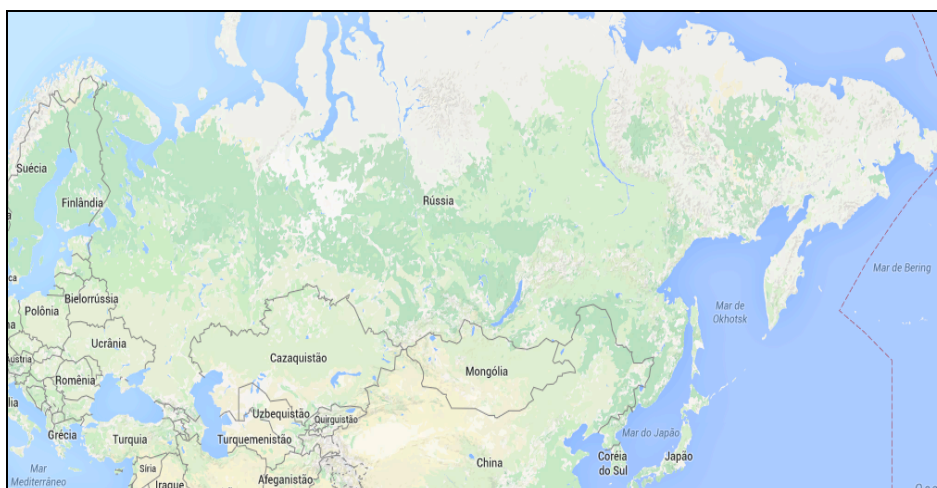 Suécia
Finlândia
Rússia
Mar de Bering
Polônia
Bielorrússia
Mar de
Okhotsk
Ucrânia
Áustria
Cazaquistão
Mongólia
Romênia
Uzbequistão
Quirguistão
Grécia
Turquia
Turquemenistão
Mar do Japão
Coréia
do Sul
Japão
China
Síria
Mar
Mediterrâneo
Iraque
Afeganistão